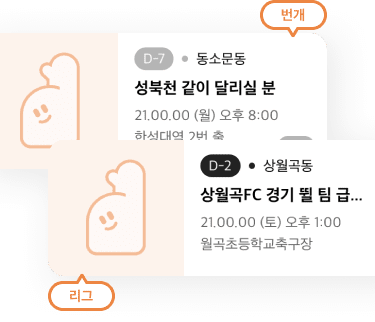 번개
D-7 • 동소문동
성북천 같이 달리실 분
21.00.00 (월) 오후 8:00
한성대역 2번 출
D-2 • 상월곡동
상월곡FC 경기 뛸 팀 급...
21.00.00 (토) 오후 1:00
월곡초등학교축구장
리그